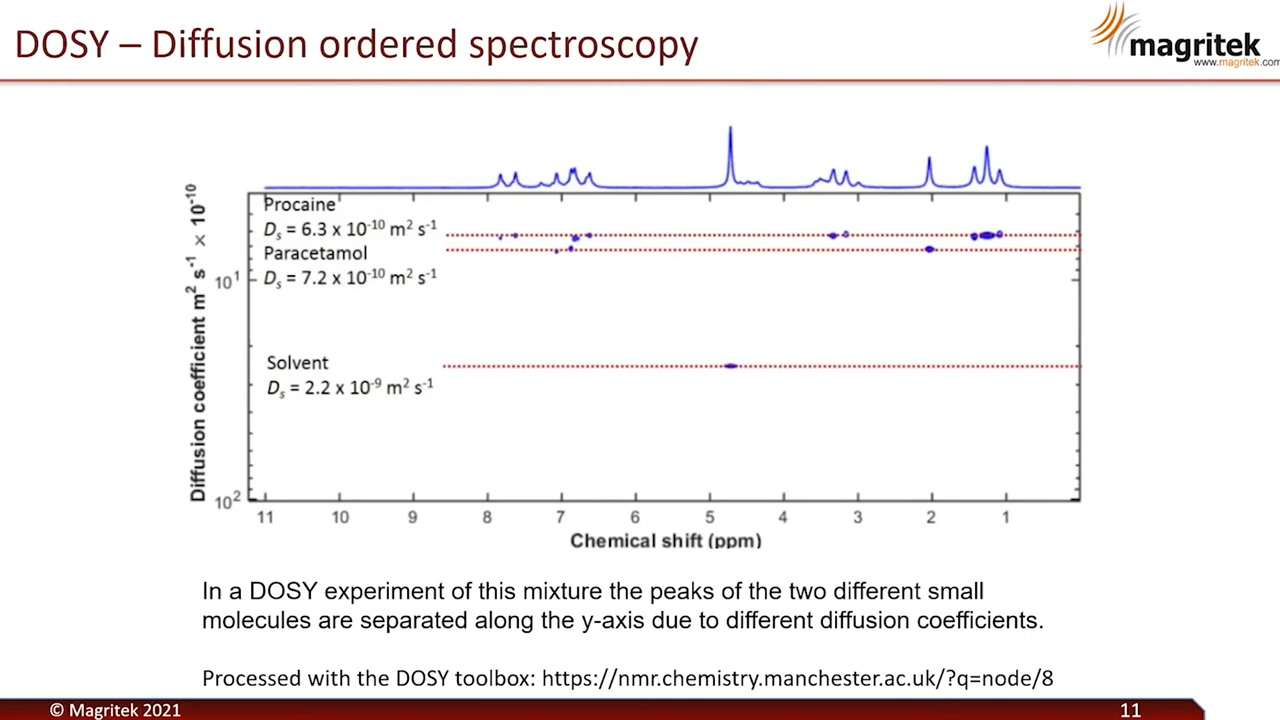 DOSY – Diffusion ordered spectroscopy
magritek
www.magritek.com
Procaine
Dₛ = 6.3 x 10⁻¹⁰ m² s⁻¹
Paracetamol
Dₛ = 7.2 x 10⁻¹⁰ m² s⁻¹
Solvent
Dₛ = 2.2 x 10⁻⁹ m² s⁻¹
Diffusion coefficient m² s⁻¹ × 10⁻¹⁰
10¹
10²
11 10 9 8 7 6 5 4 3 2 1
Chemical shift (ppm)
In a DOSY experiment of this mixture the peaks of the two different small
molecules are separated along the y-axis due to different diffusion coefficients.
Processed with the DOSY toolbox: https://nmr.chemistry.manchester.ac.uk/?q=node/8
© Magritek 2021
11